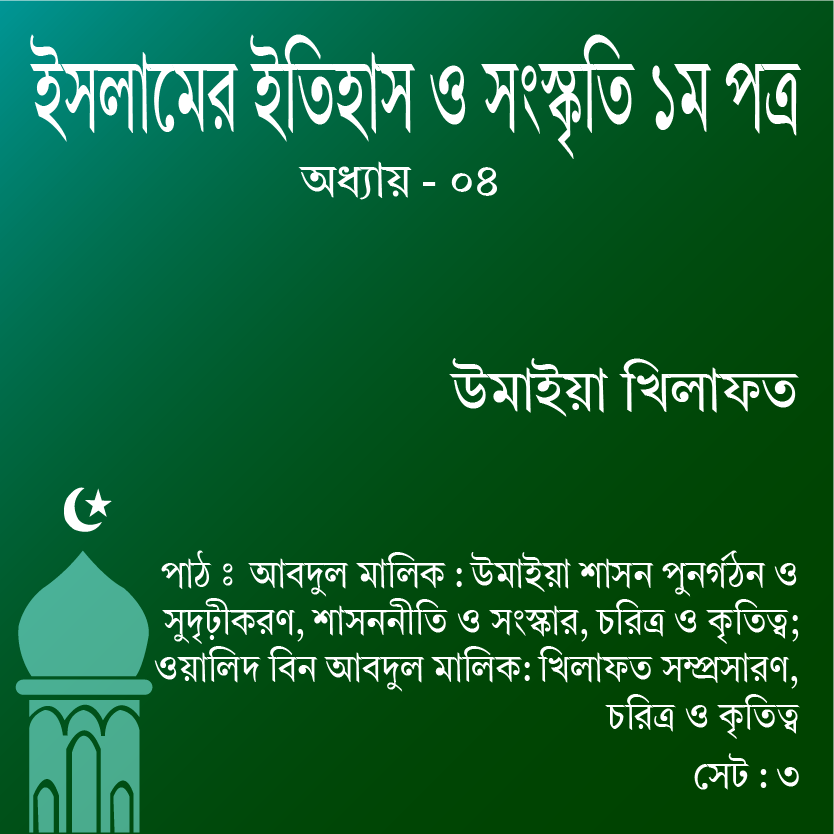 ইসলামের ইতিহাস ও সংস্কৃতি ১ম পত্র
অধ্যায় - ০৪
উমাইয়া খিলাফত
পাঠ ঃ আবদুল মালিক : উমাইয়া শাসন পুনর্গঠন ও
সুদৃঢ়ীকরণ, শাসননীতি ও সংস্কার, চরিত্র ও কৃতিত্ব;
ওয়ালিদ বিন আবদুল মালিক: খিলাফত সম্প্রসারণ,
চরিত্র ও কৃতিত্ব
সেট : ৩